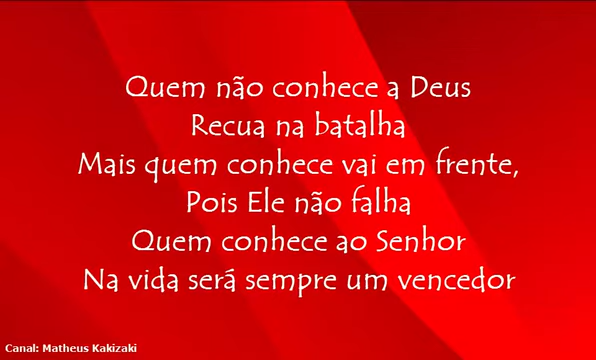 Quem não conhece a Deus
Recua na batalha
Mais quem conhece vai em frente,
Pois Ele não falha
Quem conhece ao Senhor
Na vida será sempre um vencedor
Canal: Matheus Kakizaki